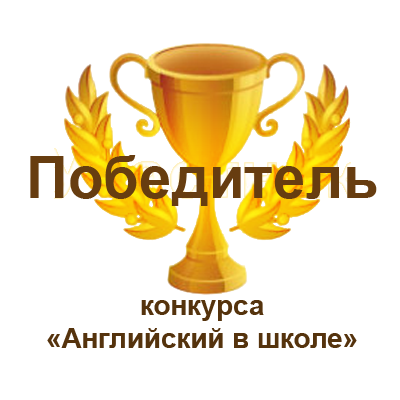 Победитель
конкурса
«Английский в школе»